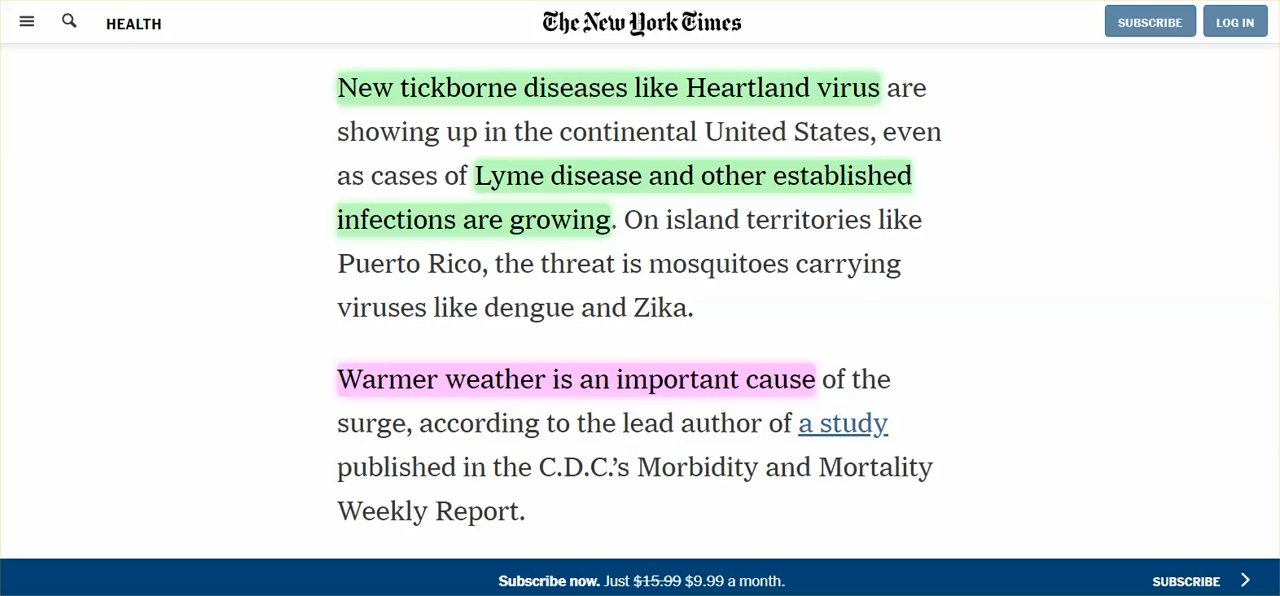 HEALTH
The New York Times
SUBSCRIBE
LOG IN
New tickborne diseases like Heartland virus are
showing up in the continental United States, even
as cases of Lyme disease and other established
infections are growing. On island territories like
Puerto Rico, the threat is mosquitoes carrying
viruses like dengue and Zika.
Warmer weather is an important cause of the
surge, according to the lead author of a study
published in the C.D.C.’s Morbidity and Mortality
Weekly Report.
Subscribe now. Just $15.99 $9.99 a month.
SUBSCRIBE